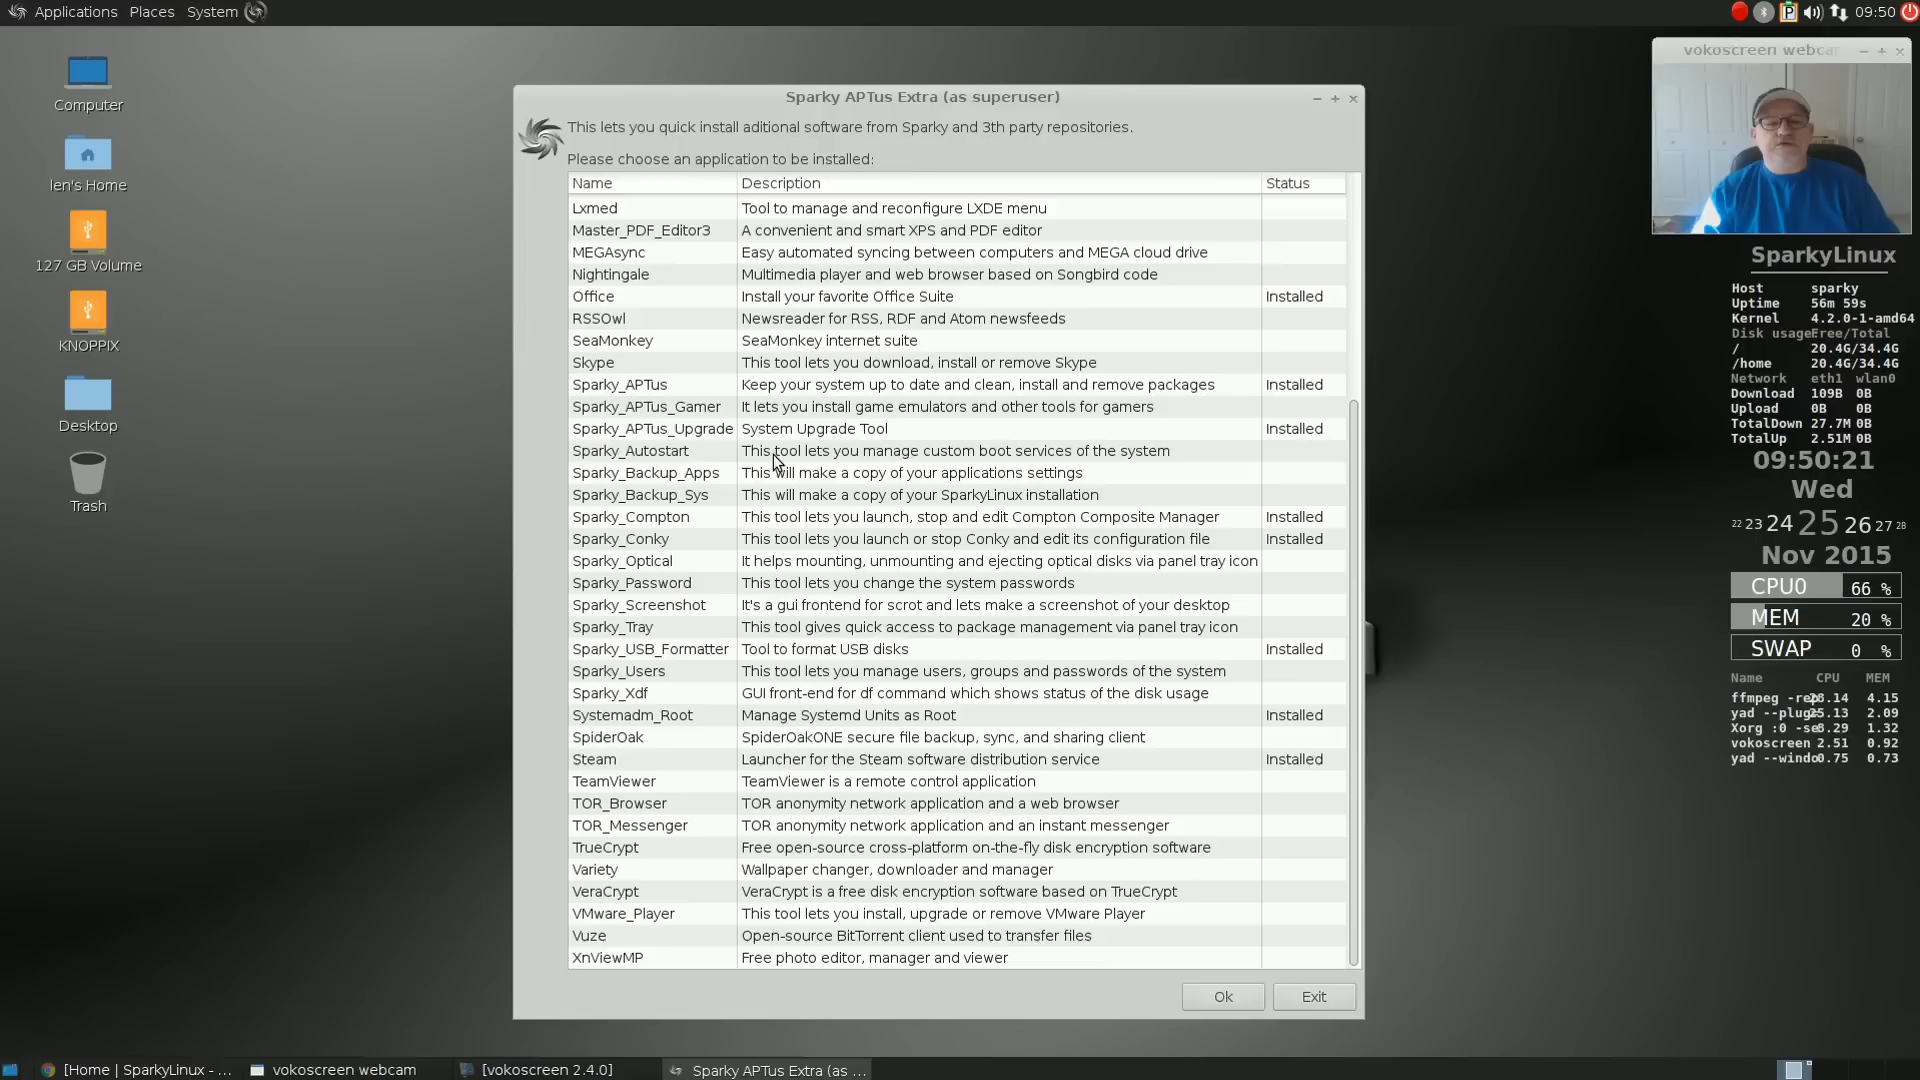 Applications Places System
09:50
Computer
len's Home
127 GB Volume
KNOPPIX
Desktop
Trash
Sparky APTus Extra (as superuser)
This lets you quick install aditional software from Sparky and 3th party repositories.
Please choose an application to be installed:
Name Description Status
Lxmed Tool to manage and reconfigure LXDE menu
Master_PDF_Editor3 A convenient and smart XPS and PDF editor
MEGAsync Easy automated syncing between computers and MEGA cloud drive
Nightingale Multimedia player and web browser based on Songbird code
Office Install your favorite Office Suite Installed
RSSOwl Newsreader for RSS, RDF and Atom newsfeeds
SeaMonkey SeaMonkey internet suite
Skype This tool lets you download, install or remove Skype
Sparky_APTus Keep your system up to date and clean, install and remove packages Installed
Sparky_APTus_Gamer It lets you install game emulators and other tools for gamers
Sparky_APTus_Upgrade System Upgrade Tool Installed
Sparky_Autostart This tool lets you manage custom boot services of the system
Sparky_Backup_Apps This will make a copy of your applications settings
Sparky_Backup_Sys This will make a copy of your SparkyLinux installation
Sparky_Compton This tool lets you launch, stop and edit Compton Composite Manager Installed
Sparky_Conky This tool lets you launch or stop Conky and edit its configuration file Installed
Sparky_Optical It helps mounting, unmounting and ejecting optical disks via panel tray icon
Sparky_Password This tool lets you change the system passwords
Sparky_Screenshot It's a gui frontend for scrot and lets make a screenshot of your desktop
Sparky_Tray This tool gives quick access to package management via panel tray icon
Sparky_USB_Formatter Tool to format USB disks Installed
Sparky_Users This tool lets you manage users, groups and passwords of the system
Sparky_Xdf GUI front-end for df command which shows status of the disk usage
Systemadm_Root Manage Systemd Units as Root Installed
SpiderOak SpiderOakONE secure file backup, sync, and sharing client
Steam Launcher for the Steam software distribution service Installed
TeamViewer TeamViewer is a remote control application
TOR_Browser TOR anonymity network application and a web browser
TOR_Messenger TOR anonymity network application and an instant messenger
TrueCrypt Free open-source cross-platform on-the-fly disk encryption software
Variety Wallpaper changer, downloader and manager
VeraCrypt VeraCrypt is a free disk encryption software based on TrueCrypt
VMware_Player This tool lets you install, upgrade or remove VMware Player
Vuze Open-source BitTorrent client used to transfer files
XnViewMP Free photo editor, manager and viewer
Ok Exit
vokoscreen webcam
SparkyLinux
Host sparky
Uptime 56m 59s
Kernel 4.2.0-1-amd64
Disk usage Free/Total
/ 20.4G/34.4G
/home 20.4G/34.4G
Network eth1 wlan0
Download 109B 0B
Upload 0B 0B
TotalDown 27.7M 0B
TotalUp 2.51M 0B
09:50:21
Wed
22 23 24 25 26 27 28
Nov 2015
CPU0 66 %
MEM 20 %
SWAP 0 %
Name CPU MEM
ffmpeg 4.15
yad 2.09
Xorg :0 1.32
vokoscreen 2.51 0.92
yad 0.73
[Home | SparkyLinux - ... vokoscreen webcam [vokoscreen 2.4.0] Sparky APTus Extra (as ...